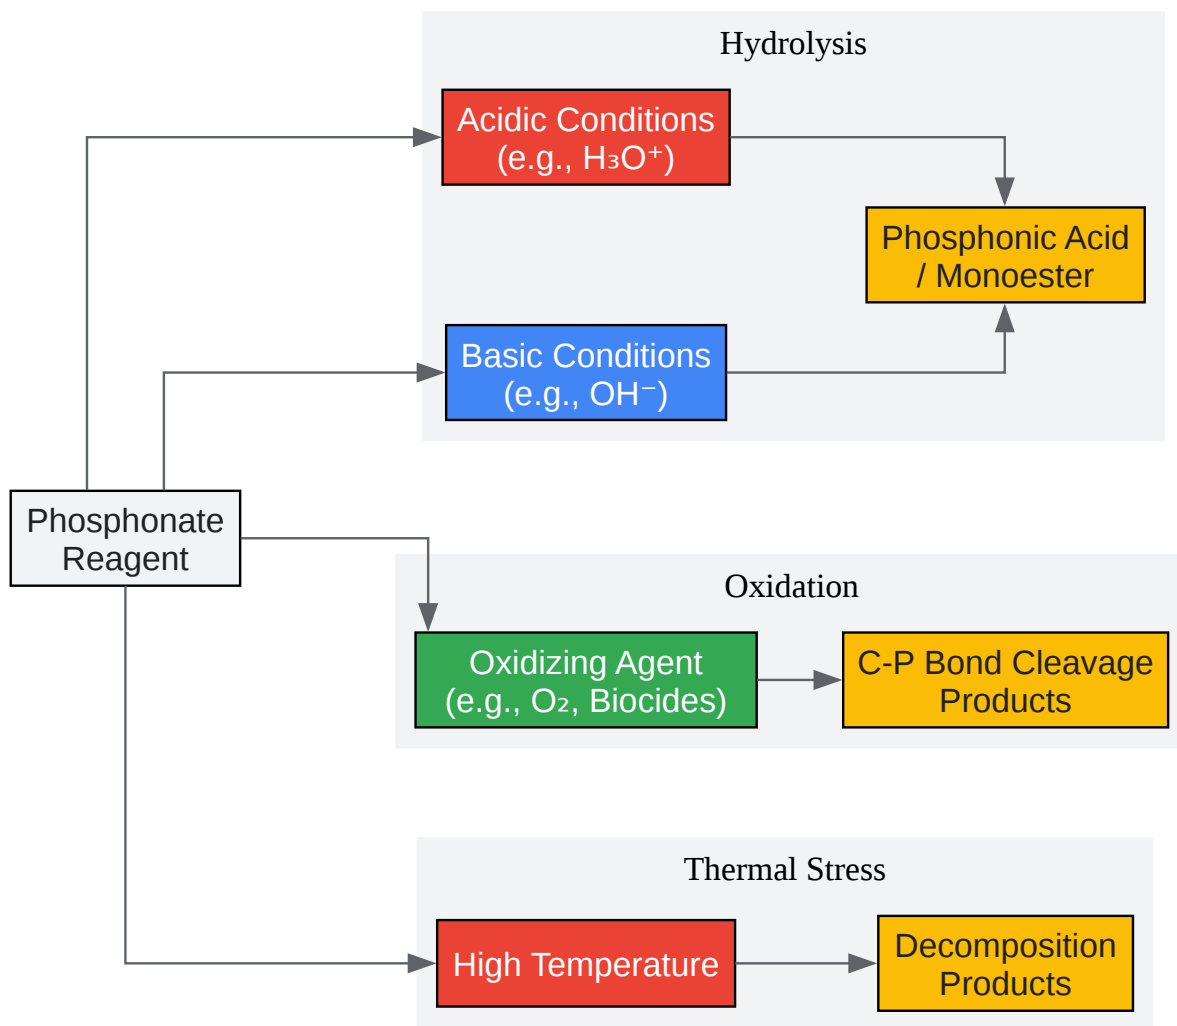 Hydrolysis
Acidic Conditions
(e.g., H₃O⁺)
Phosphonic Acid
/ Monoester
Basic Conditions
(e.g., OH⁻)
Phosphonate
Reagent
Oxidation
Oxidizing Agent
(e.g., O₂, Biocides)
C-P Bond Cleavage
Products
Thermal Stress
High Temperature
Decomposition
Products